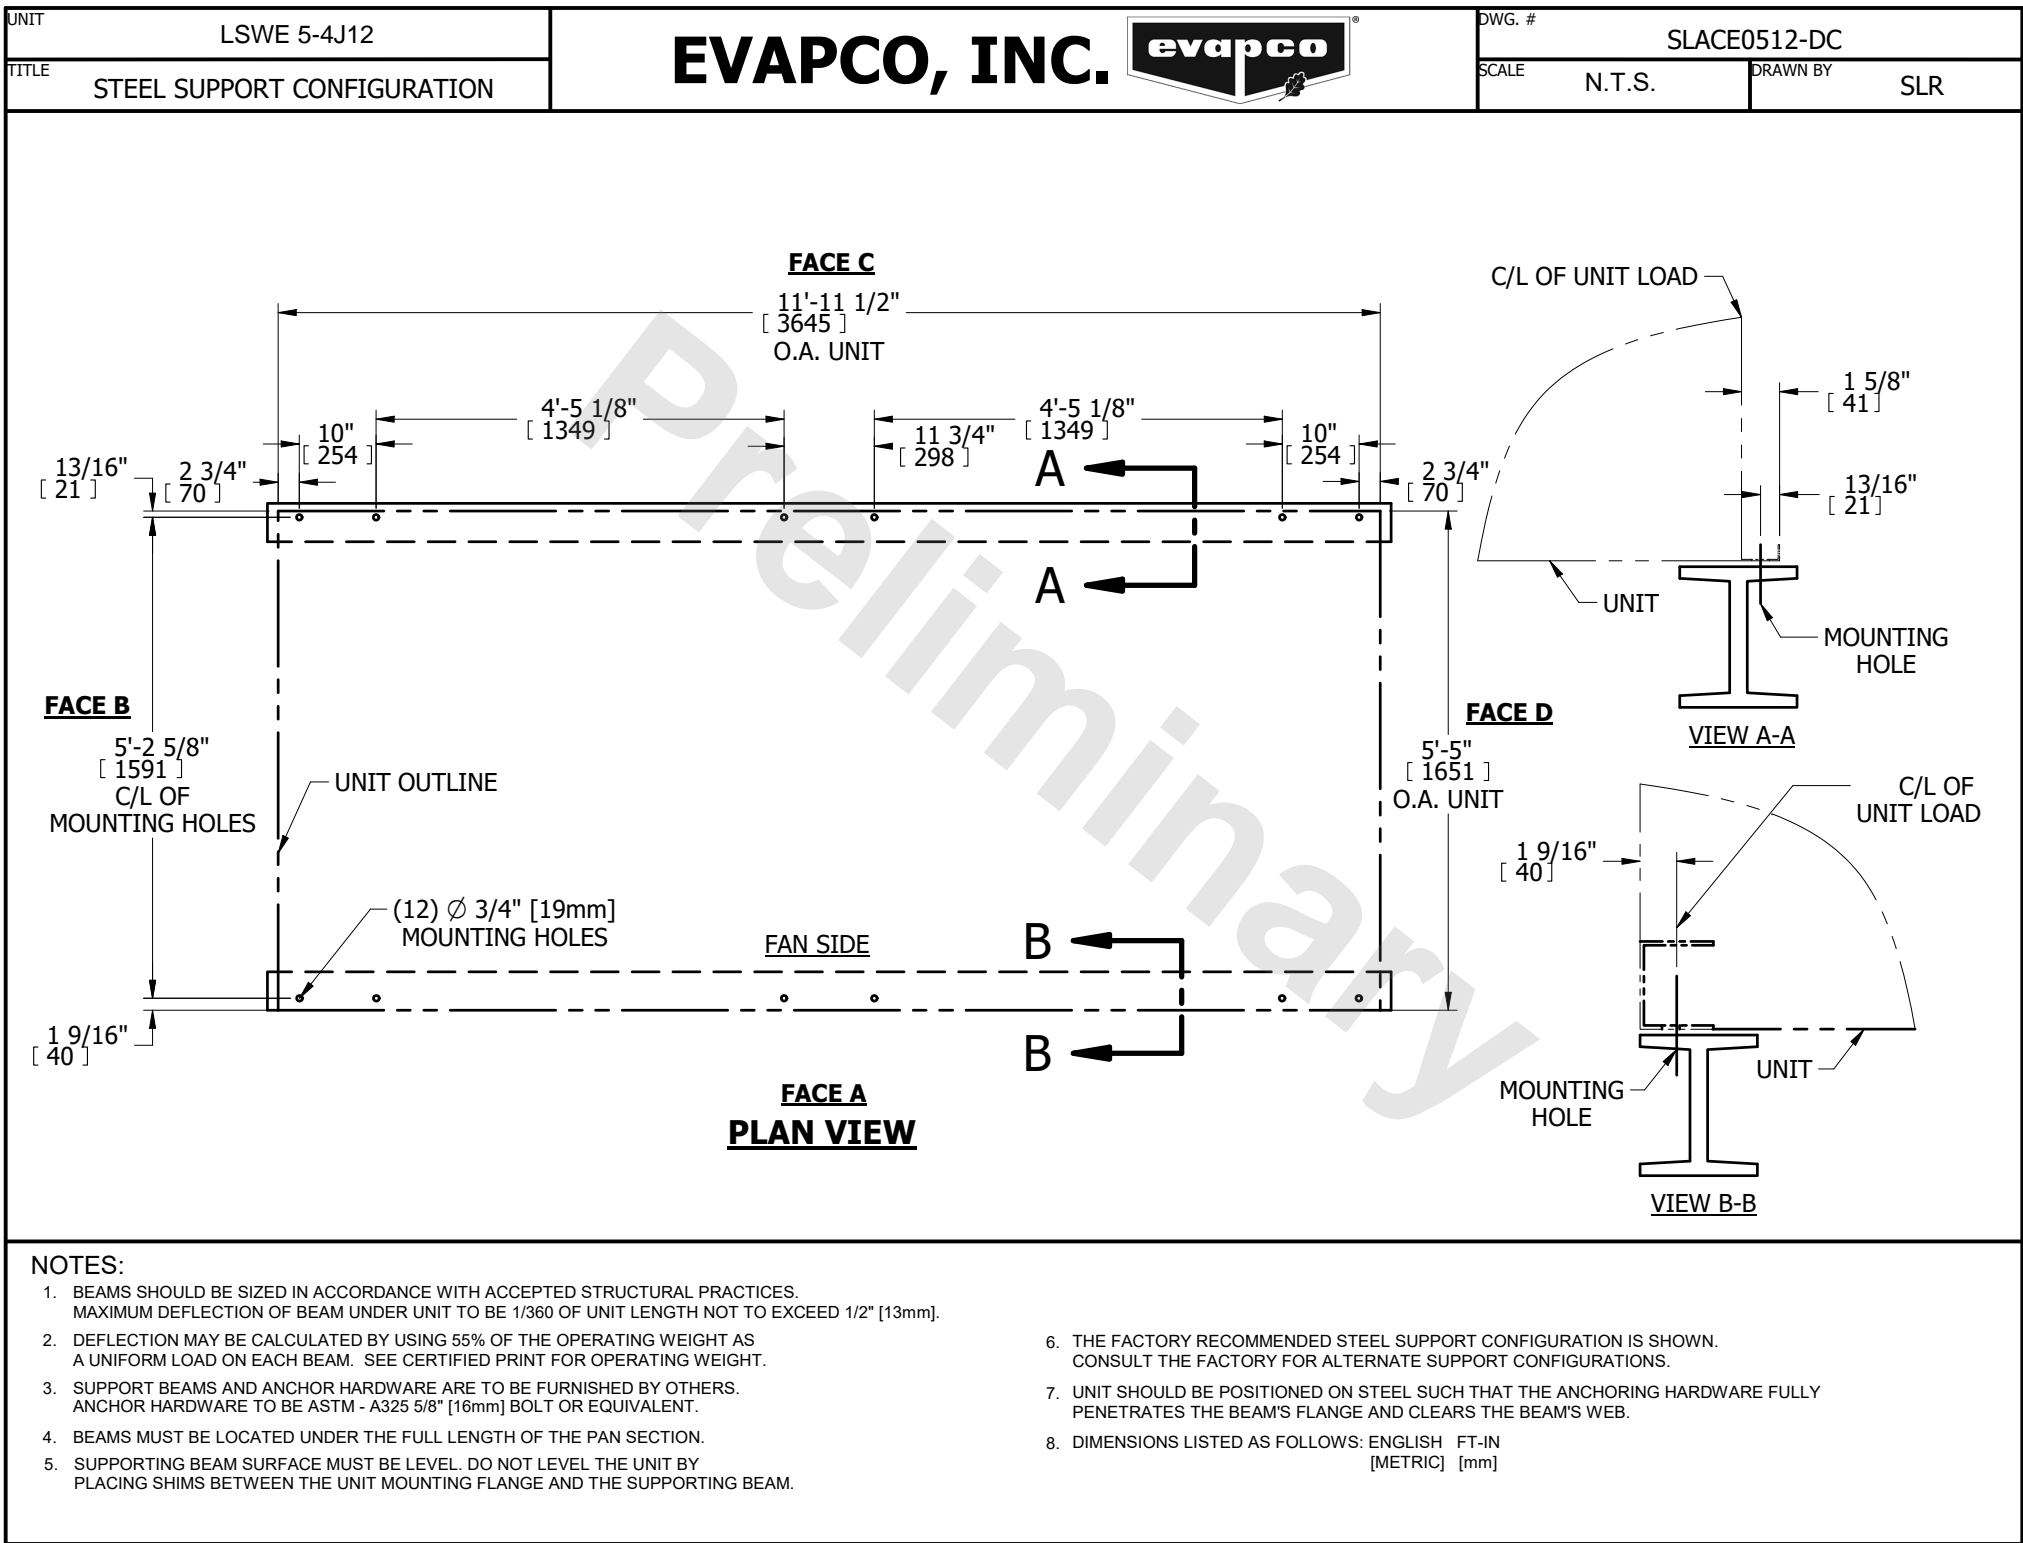 UNIT
LSWE 5-4J12
TITLE
STEEL SUPPORT CONFIGURATION
EVAPCO, INC.
evapco
®
DWG. #
SLACE0512-DC
SCALE
N.T.S.
DRAWN BY
SLR
FACE C
11'-11 1/2"
[ 3645 ]
O.A. UNIT
4'-5 1/8"
[ 1349 ]
4'-5 1/8"
[ 1349 ]
10"
[ 254 ]
11 3/4"
[ 298 ]
10"
[ 254 ]
13/16"
[ 21 ]
2 3/4"
[ 70 ]
2 3/4"
[ 70 ]
A
A
FACE B
5'-2 5/8"
[ 1591 ]
C/L OF
MOUNTING HOLES
UNIT OUTLINE
FACE D
5'-5"
[ 1651 ]
O.A. UNIT
(12) Ø 3/4" [19mm]
MOUNTING HOLES
FAN SIDE
B
B
1 9/16"
[ 40 ]
FACE A
PLAN VIEW
Preliminary
C/L OF UNIT LOAD
1 5/8"
[ 41]
13/16"
[ 21]
UNIT
MOUNTING
HOLE
VIEW A-A
C/L OF
UNIT LOAD
1 9/16"
[ 40]
UNIT
MOUNTING
HOLE
VIEW B-B
NOTES:
1. BEAMS SHOULD BE SIZED IN ACCORDANCE WITH ACCEPTED STRUCTURAL PRACTICES.
MAXIMUM DEFLECTION OF BEAM UNDER UNIT TO BE 1/360 OF UNIT LENGTH NOT TO EXCEED 1/2" [13mm].
2. DEFLECTION MAY BE CALCULATED BY USING 55% OF THE OPERATING WEIGHT AS
A UNIFORM LOAD ON EACH BEAM. SEE CERTIFIED PRINT FOR OPERATING WEIGHT.
3. SUPPORT BEAMS AND ANCHOR HARDWARE ARE TO BE FURNISHED BY OTHERS.
ANCHOR HARDWARE TO BE ASTM - A325 5/8" [16mm] BOLT OR EQUIVALENT.
4. BEAMS MUST BE LOCATED UNDER THE FULL LENGTH OF THE PAN SECTION.
5. SUPPORTING BEAM SURFACE MUST BE LEVEL. DO NOT LEVEL THE UNIT BY
PLACING SHIMS BETWEEN THE UNIT MOUNTING FLANGE AND THE SUPPORTING BEAM.
6. THE FACTORY RECOMMENDED STEEL SUPPORT CONFIGURATION IS SHOWN.
CONSULT THE FACTORY FOR ALTERNATE SUPPORT CONFIGURATIONS.
7. UNIT SHOULD BE POSITIONED ON STEEL SUCH THAT THE ANCHORING HARDWARE FULLY
PENETRATES THE BEAM'S FLANGE AND CLEARS THE BEAM'S WEB.
8. DIMENSIONS LISTED AS FOLLOWS: ENGLISH FT-IN
[METRIC] [mm]